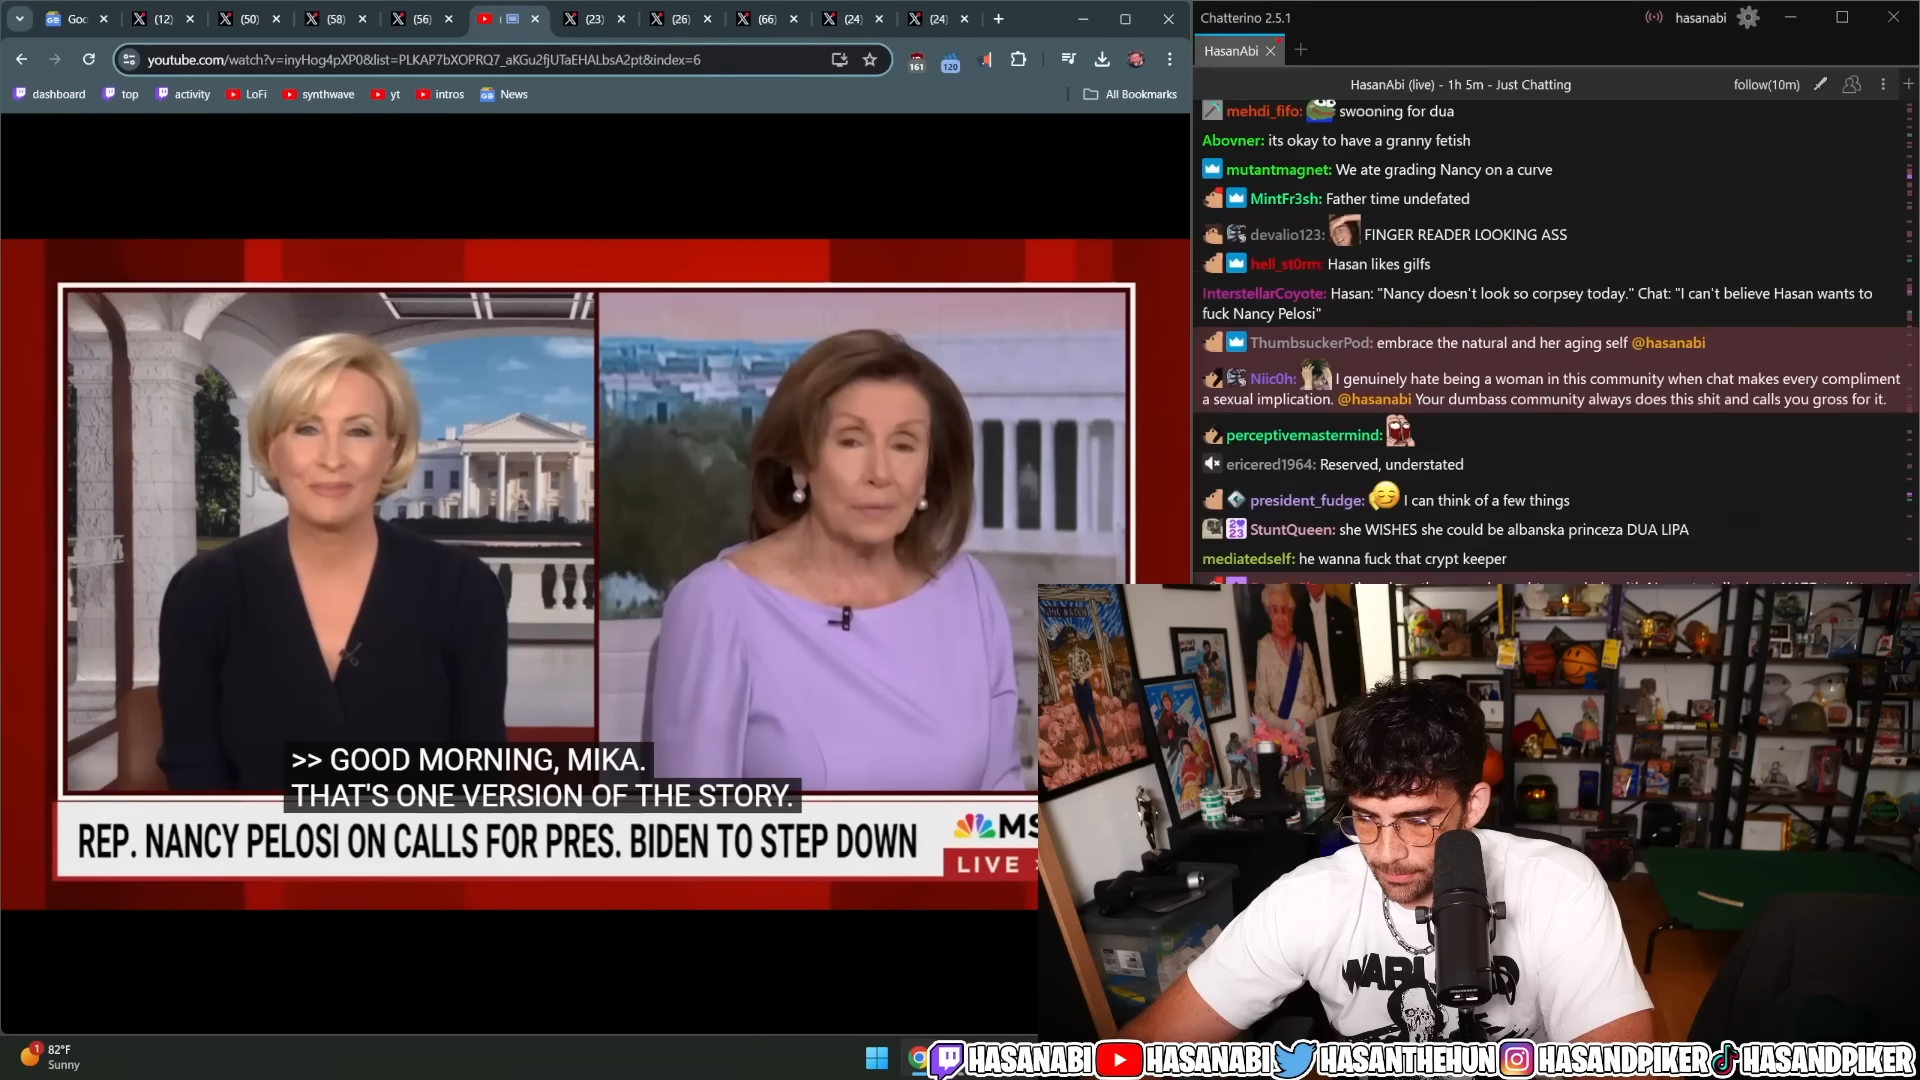 Goo
(12)
(50)
(58)
(56)
(23)
(26)
(66)
(24)
(24)
youtube.com/watch?v=inyHog4pXP0&list=PLKAP7bXOPRQ7_aKGu2fjUTaEHALbsA2pt&index=6
161
120
dashboard
top
activity
LoFi
synthwave
yt
intros
News
All Bookmarks
>> GOOD MORNING, MIKA.
THAT'S ONE VERSION OF THE STORY.
REP. NANCY PELOSI ON CALLS FOR PRES. BIDEN TO STEP DOWN
MS
LIVE
Chatterino 2.5.1
hasanabi
HasanAbi
HasanAbi (live) - 1h 5m - Just Chatting
follow(10m)
mehdi_fifo: swooning for dua
Abovner: its okay to have a granny fetish
mutantmagnet: We ate grading Nancy on a curve
MintFr3sh: Father time undefated
devalio123: FINGER READER LOOKING ASS
hell_st0rm: Hasan likes gilfs
InterstellarCoyote: Hasan: "Nancy doesn't look so corpsey today." Chat: "I can't believe Hasan wants to
fuck Nancy Pelosi"
ThumbsuckerPod: embrace the natural and her aging self @hasanabi
Niic0h: I genuinely hate being a woman in this community when chat makes every compliment
a sexual implication. @hasanabi Your dumbass community always does this shit and calls you gross for it.
perceptivemastermind:
ericered1964: Reserved, understated
president_fudge: I can think of a few things
StuntQueen: she WISHES she could be albanska princeza DUA LIPA
mediatedself: he wanna fuck that crypt keeper
1
82°F
Sunny
HASANABI
HASANABI
HASANTHEHUN
HASANDPIKER
HASANDPIKER